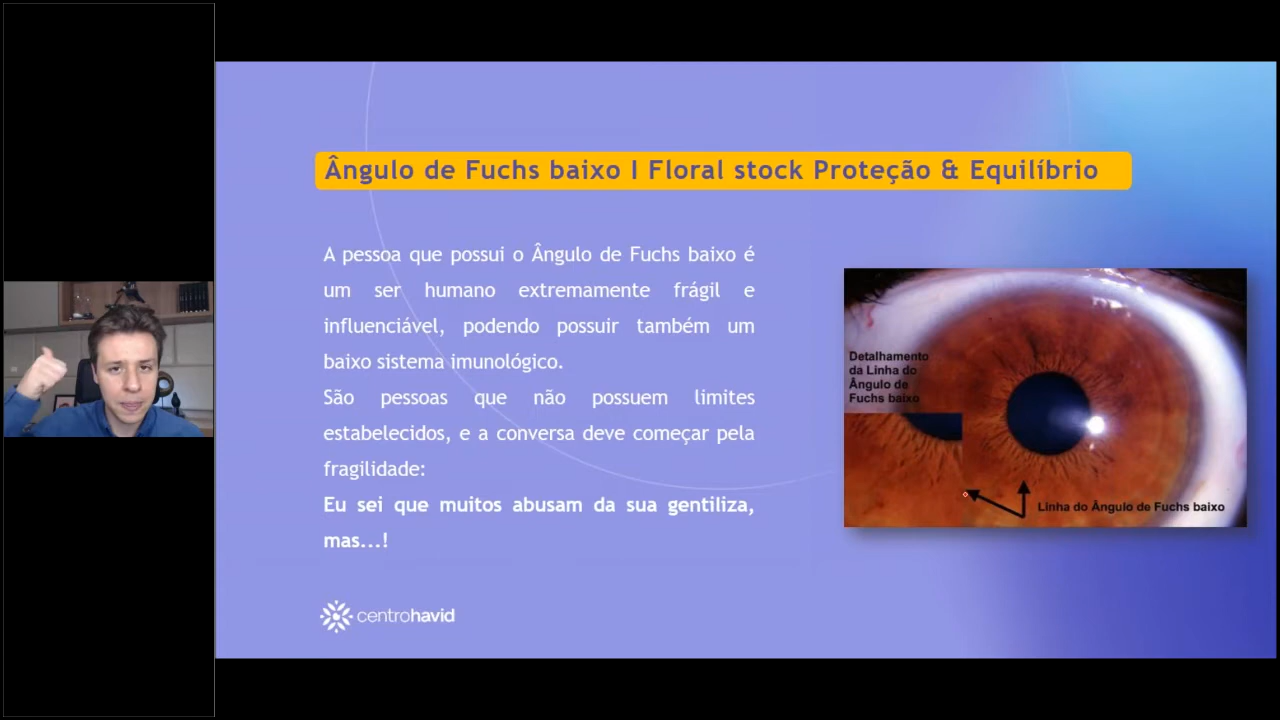 Ângulo de Fuchs baixo I Floral stock Proteção & Equilíbrio
A pessoa que possui o Ângulo de Fuchs baixo é
um ser humano extremamente frágil e
influenciável, podendo possuir também um
baixo sistema imunológico.
São pessoas que não possuem limites
estabelecidos, e a conversa deve começar pela
fragilidade:
Eu sei que muitos abusam da sua gentiliza,
mas...!
Detalhamento
da Linha do
Ângulo de
Fuchs baixo
Linha do Ângulo de Fuchs baixo
centrohavid